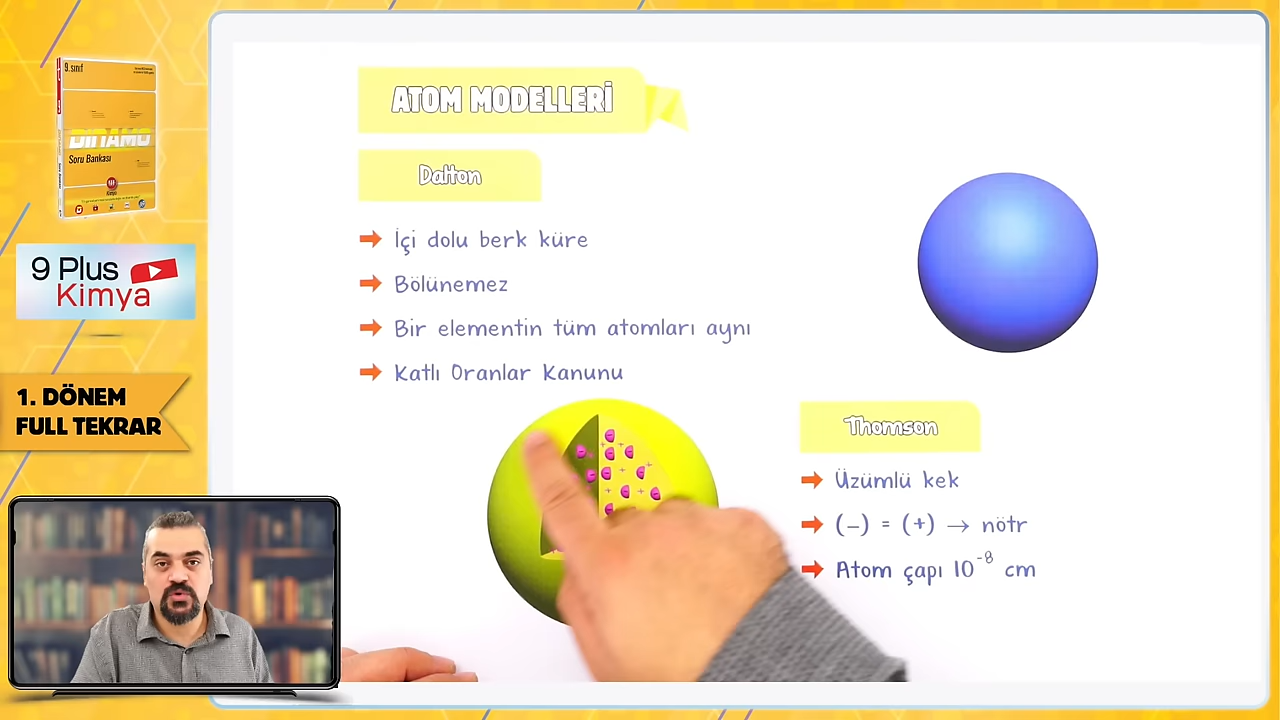 9.sınıf
DİNAMO
Soru Bankası
Kimya
9 Plus
Kimya
1. DÖNEM
FULL TEKRAR
ATOM MODELLERİ
Dalton
İçi dolu berk küre
Bölünemez
Bir elementin tüm atomları aynı
Katlı Oranlar Kanunu
Thomson
Üzümlü kek
(-) = (+) → nötr
Atom çapı 10⁻⁸ cm